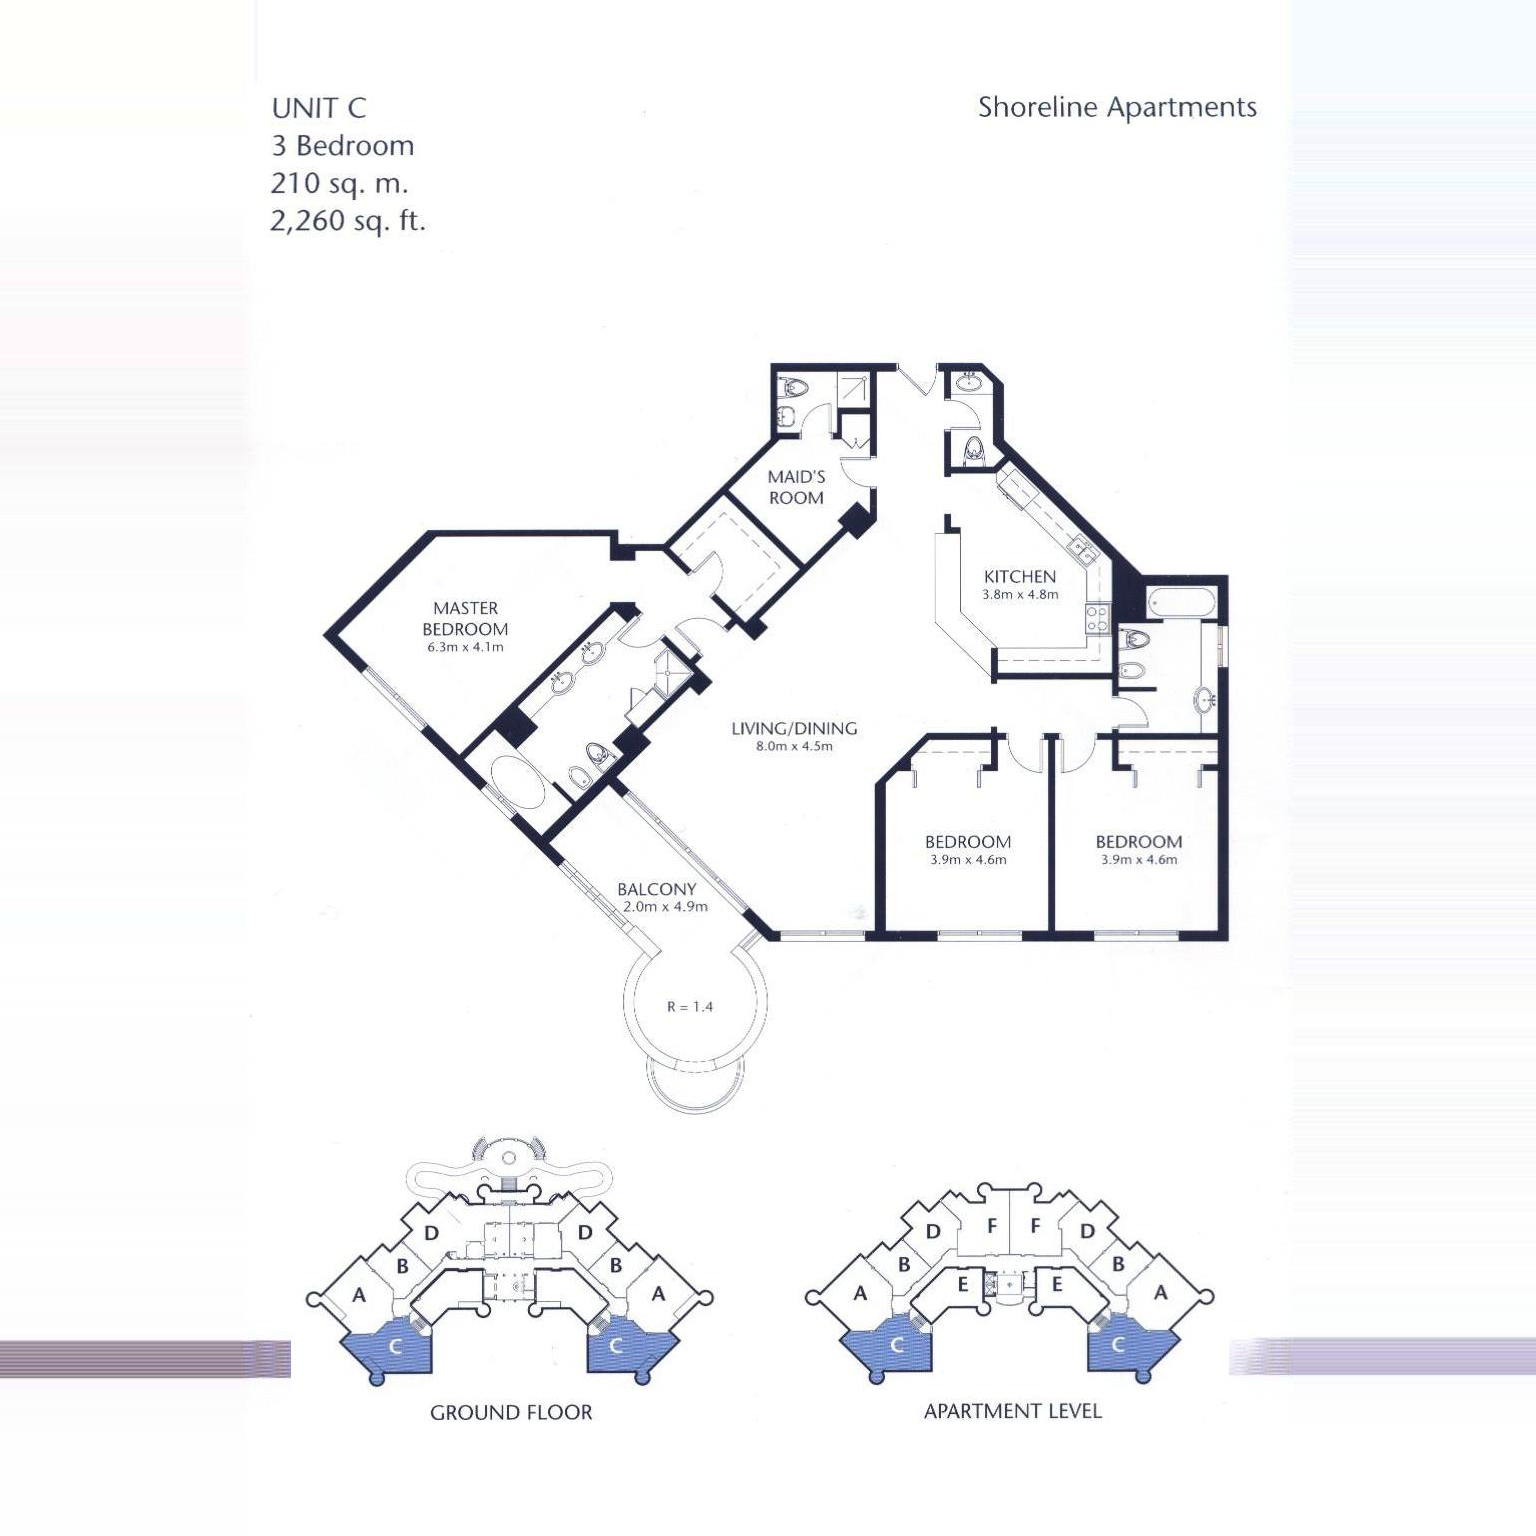 UNIT C
3 Bedroom
210 sq. m.
2,260 sq. ft.
Shoreline Apartments
MAID'S
ROOM
KITCHEN
3.8m x 4.8m
MASTER
BEDROOM
6.3m x 4.1m
LIVING/DINING
8.0m x 4.5m
BEDROOM
3.9m x 4.6m
BEDROOM
3.9m x 4.6m
BALCONY
2.0m x 4.9m
R = 1.4
D
D
B
B
A
A
C
C
GROUND FLOOR
F
F
D
D
B
B
E
E
A
A
C
C
APARTMENT LEVEL